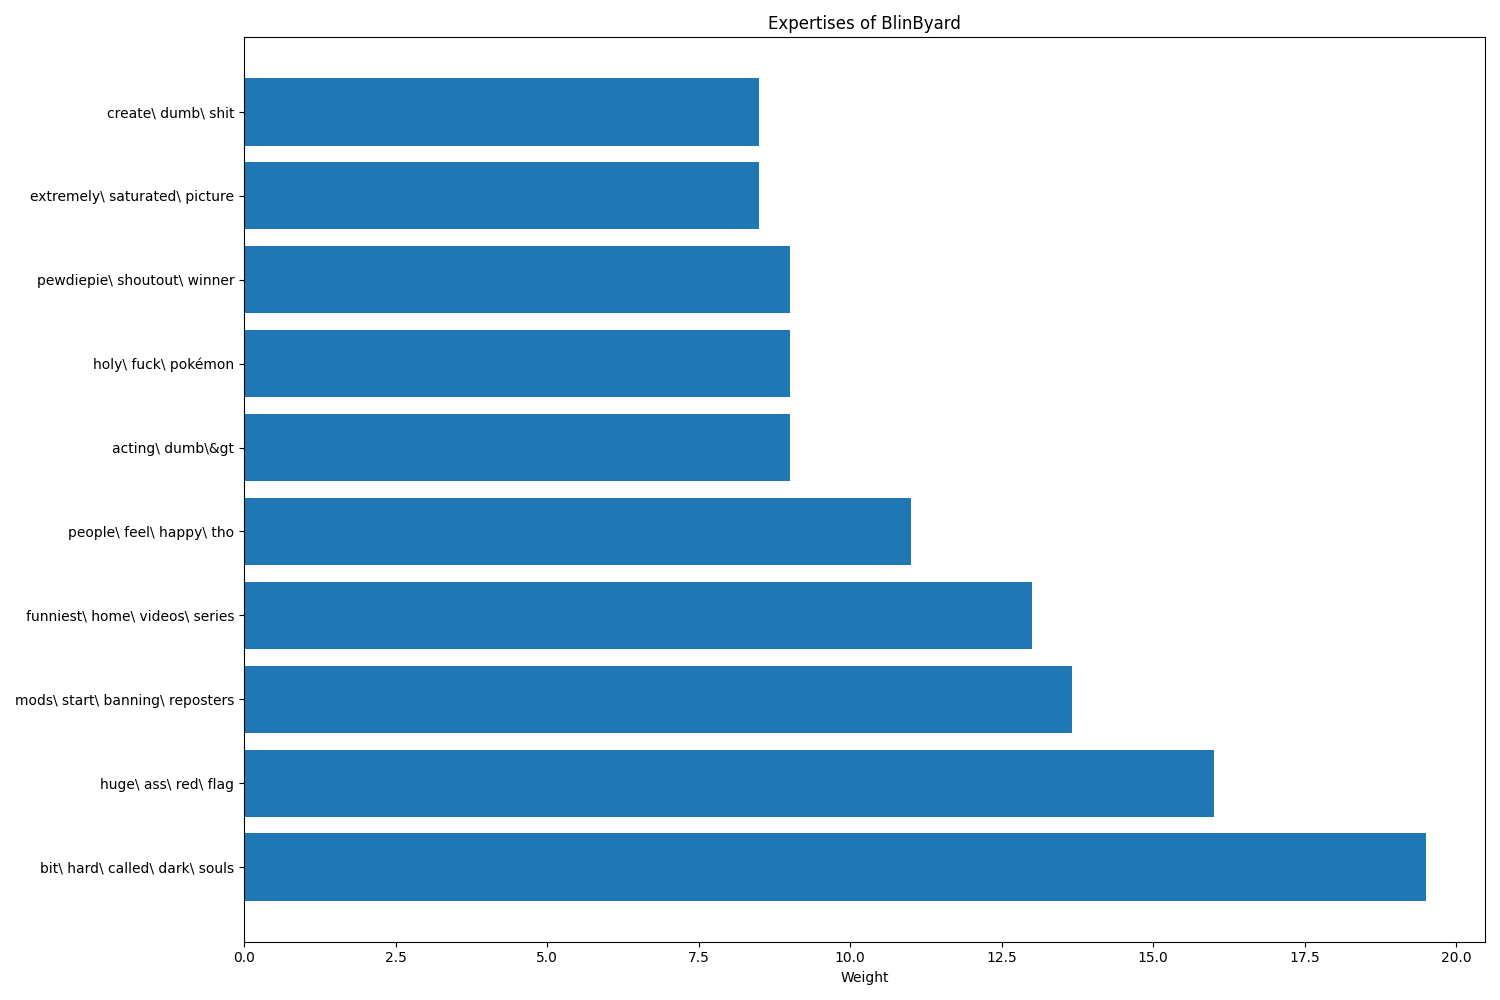 Expertises of BlinByard
create\ dumb\ shit
extremely\ saturated\ picture
pewdiepie\ shoutout\ winner
holy\ fuck\ pokémon
acting\ dumb\&gt
people\ feel\ happy\ tho
funniest\ home\ videos\ series
mods\ start\ banning\ reposters
huge\ ass\ red\ flag
bit\ hard\ called\ dark\ souls
0.0 2.5 5.0 7.5 10.0 12.5 15.0 17.5 20.0
Weight